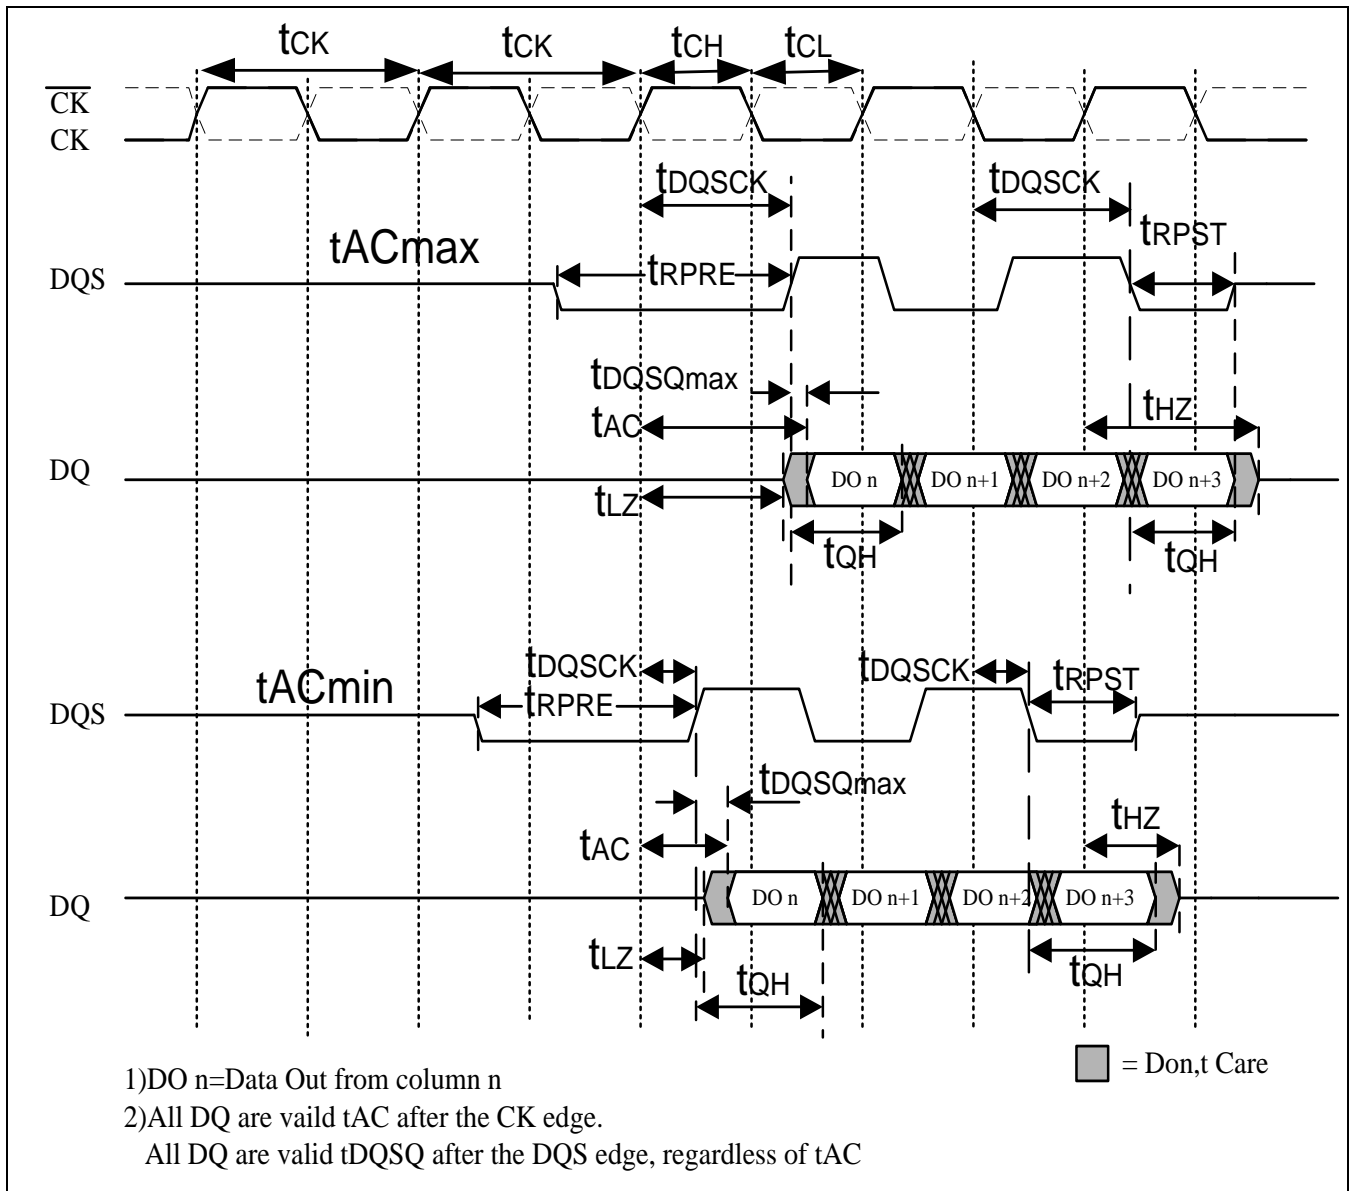 tCK tCK tCH tCL
CK
CK
tDQSCK tDQSCK
tACmax tRPST
DQS tRPRE
tDQSQmax
tAC tHZ
DQ DO n DO n+1 DO n+2 DO n+3
tLZ
tQH tQH
tDQSCK tDQSCK
tACmin tRPRE tRPST
DQS
tDQSQmax
tAC tHZ
DQ DO n DO n+1 DO n+2 DO n+3
tLZ
tQH tQH
= Don,t Care
1)DO n=Data Out from column n
2)All DQ are vaild tAC after the CK edge.
All DQ are valid tDQSQ after the DQS edge, regardless of tAC